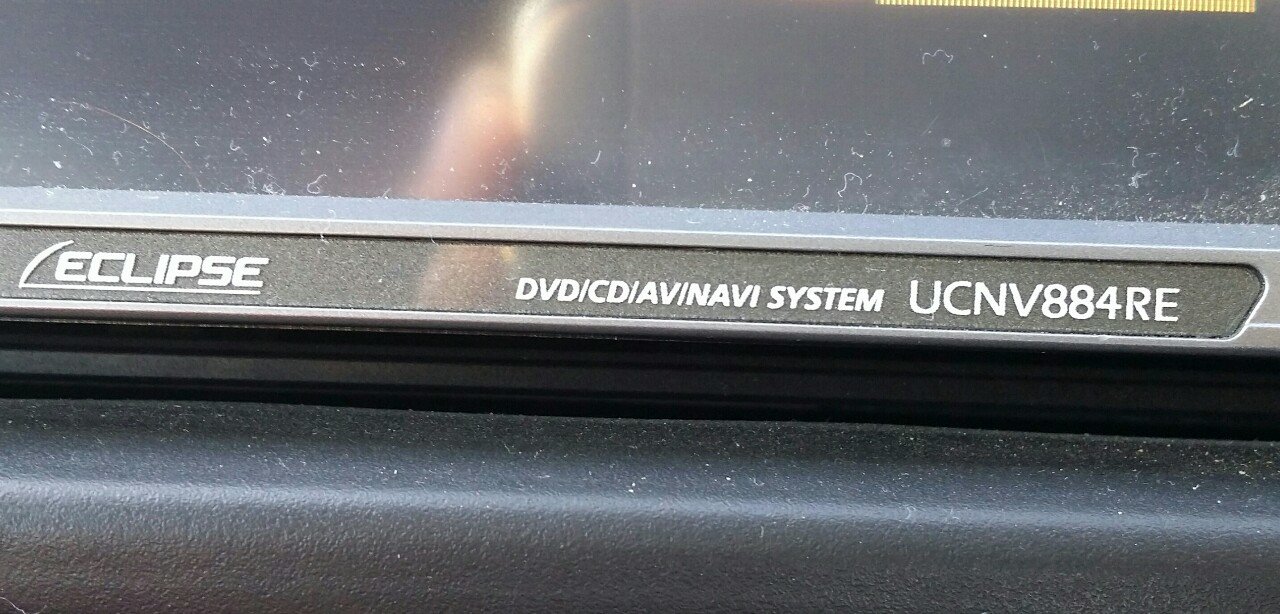 ECLIPSE DVD/CD/AV/NAVI SYSTEM UCNV884RE